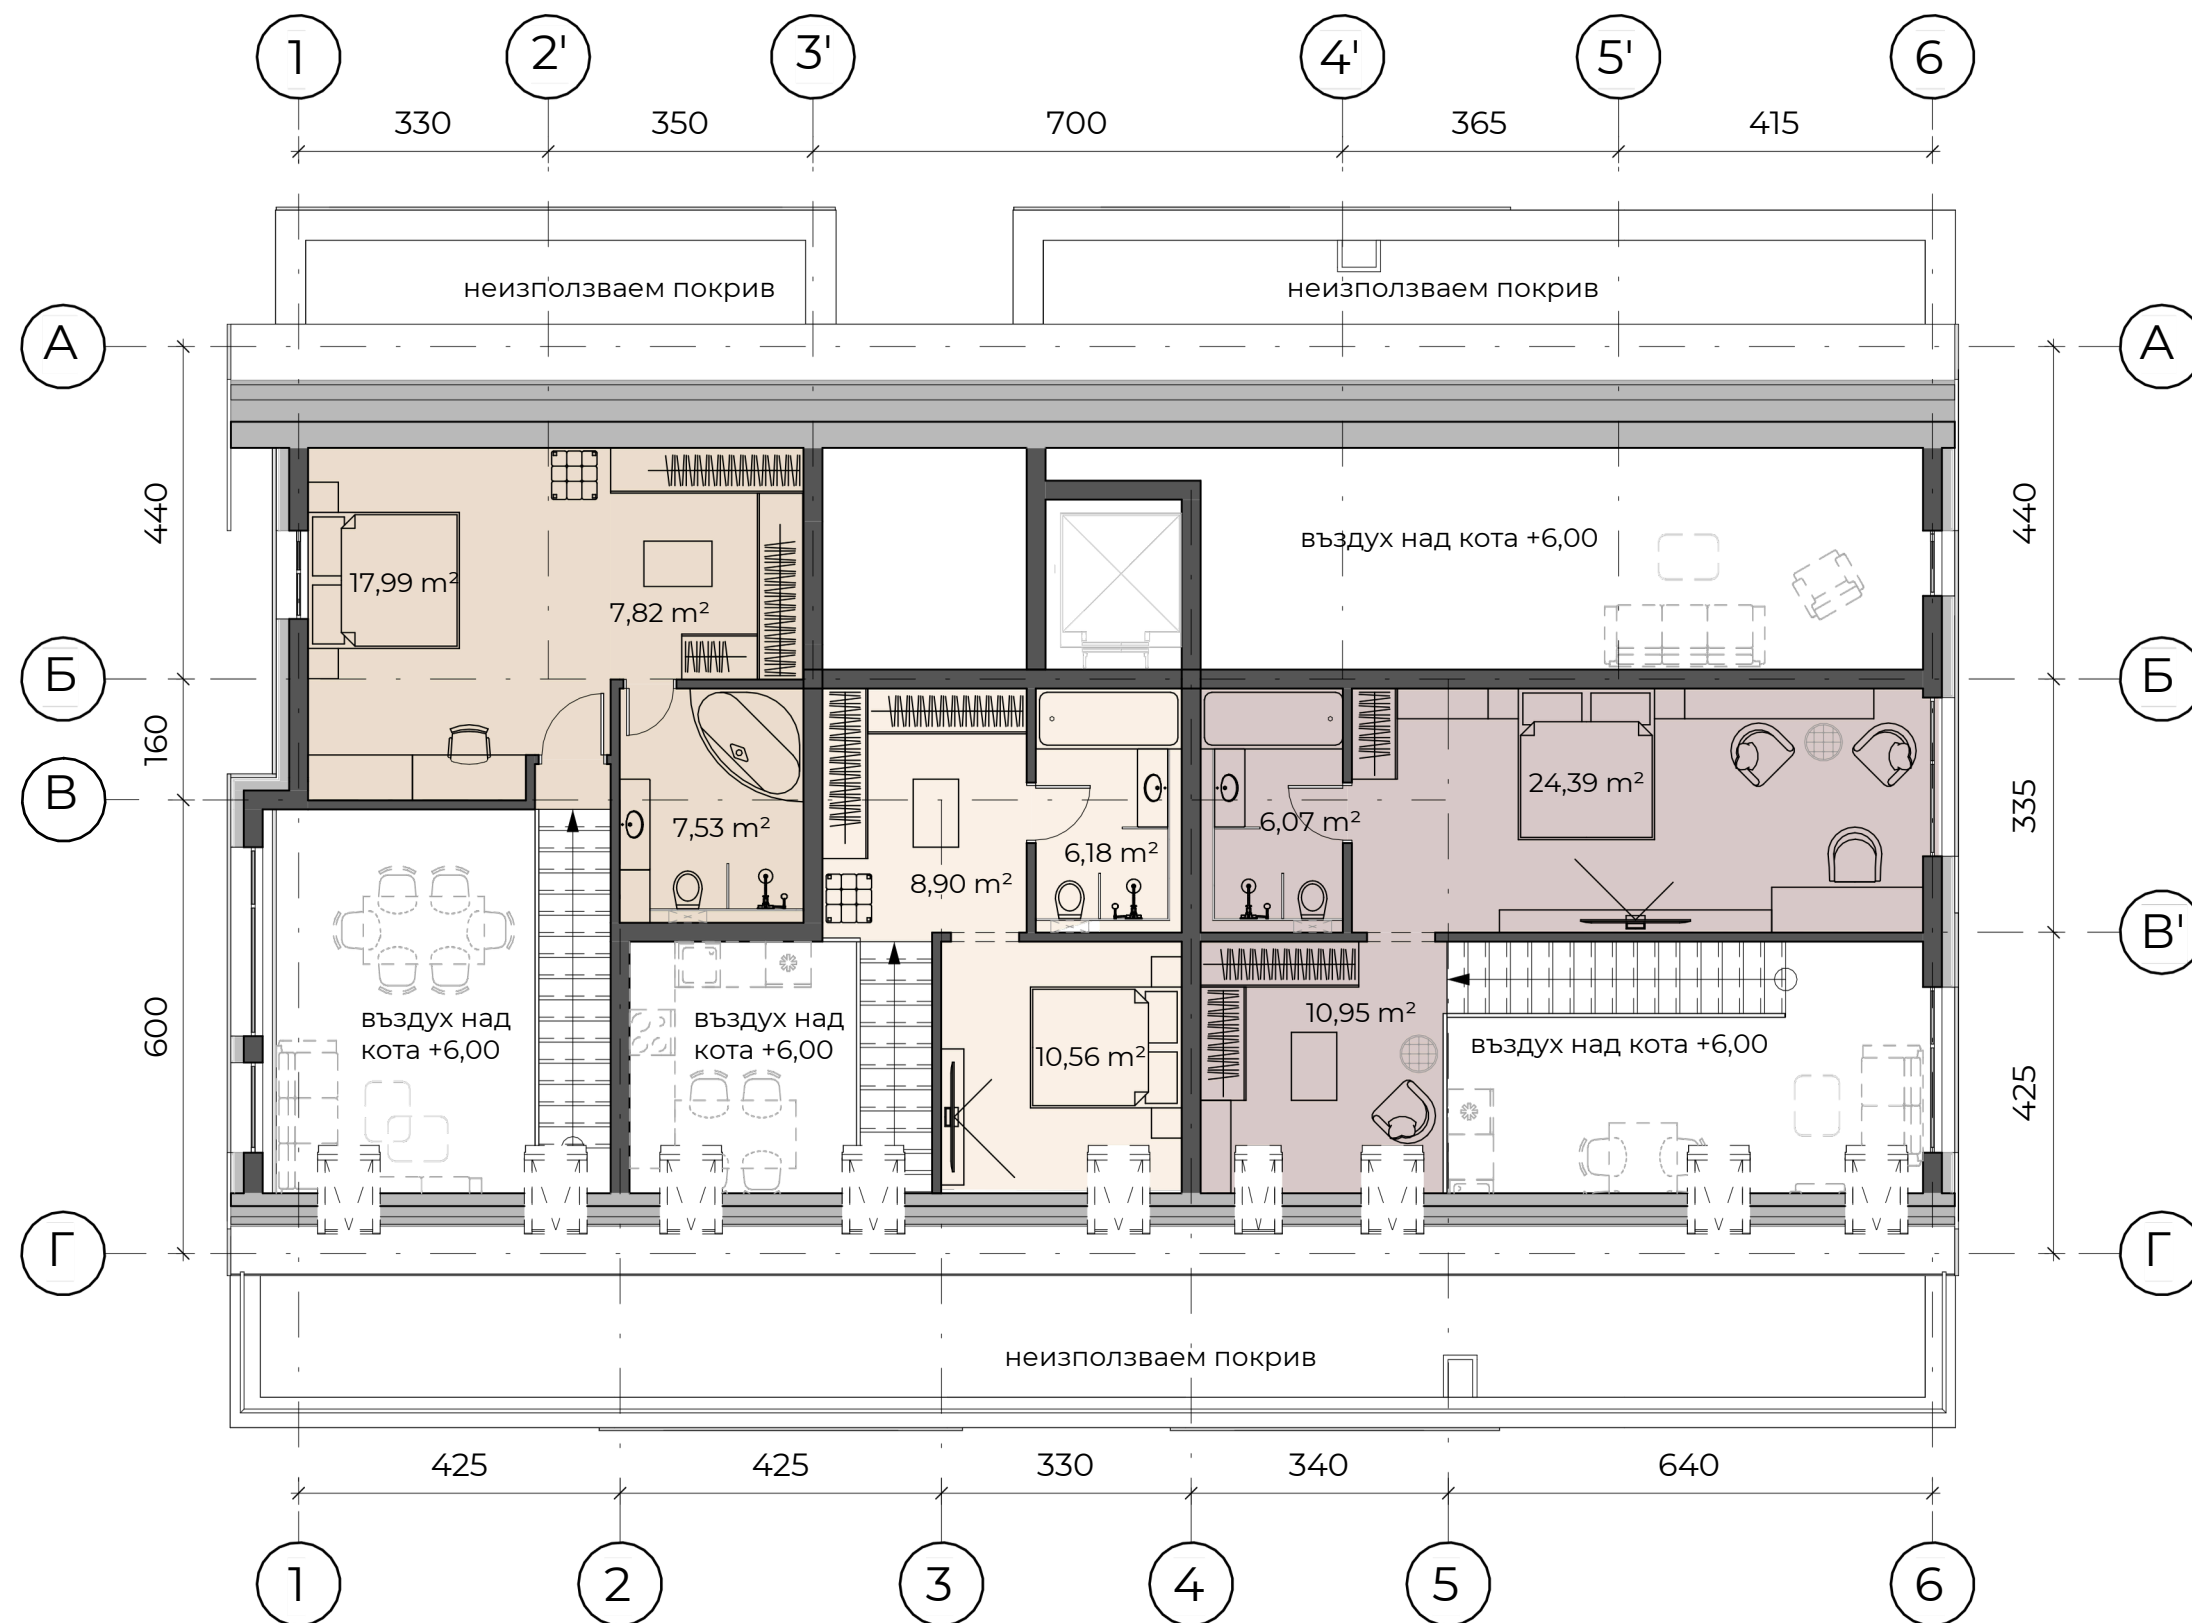 1 2' 3' 4' 5' 6
330 350 700 365 415
неизползваем покрив неизползваем покрив
А А
440 440
въздух над кота +6,00
17,99 m²
7,82 m²
Б Б
160
24,39 m²
В
335
7,53 m² 6,07 m²
6,18 m²
8,90 m²
В'
600
10,95 m²
въздух над въздух над
кота +6,00 кота +6,00
въздух над кота +6,00
10,56 m²
425
Г Г
неизползваем покрив
425 425 330 340 640
1 2 3 4 5 6